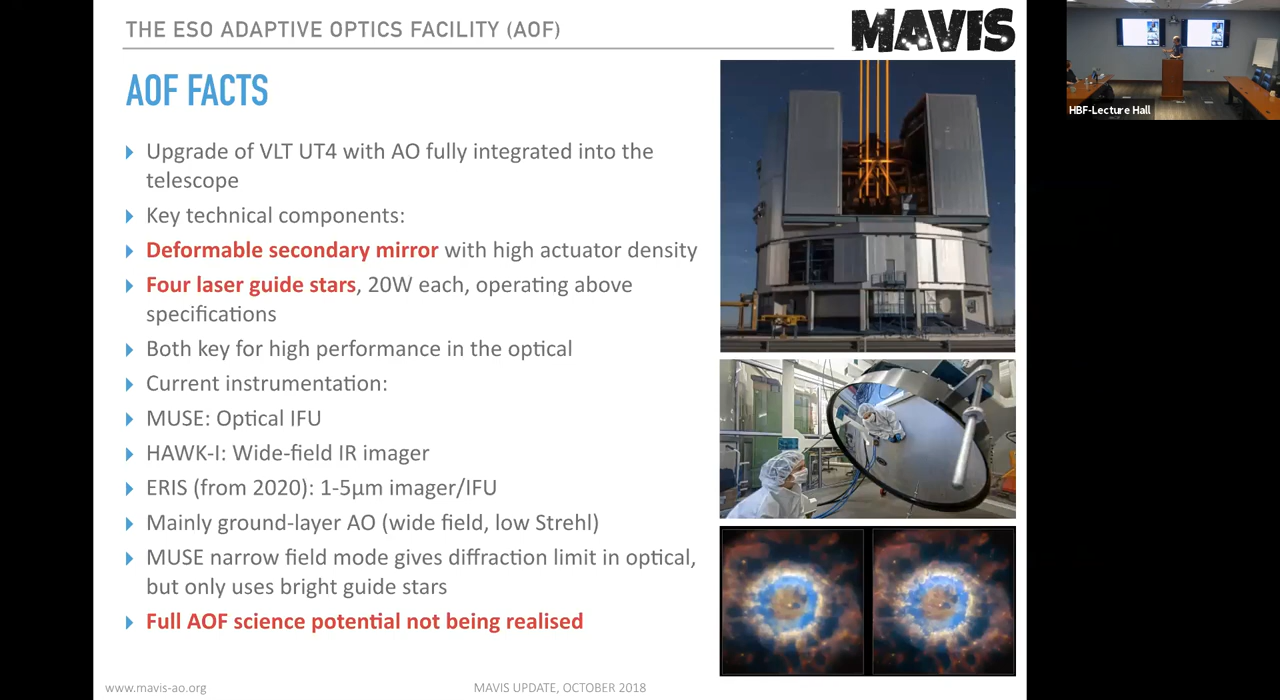 THE ESO ADAPTIVE OPTICS FACILITY (AOF)
MAVIS
AOF FACTS
Upgrade of VLT UT4 with AO fully integrated into the
telescope
Key technical components:
Deformable secondary mirror with high actuator density
Four laser guide stars, 20W each, operating above
specifications
Both key for high performance in the optical
Current instrumentation:
MUSE: Optical IFU
HAWK-I: Wide-field IR imager
ERIS (from 2020): 1-5µm imager/IFU
Mainly ground-layer AO (wide field, low Strehl)
MUSE narrow field mode gives diffraction limit in optical,
but only uses bright guide stars
Full AOF science potential not being realised
www.mavis-ao.org
MAVIS UPDATE, OCTOBER 2018
HBF-Lecture Hall